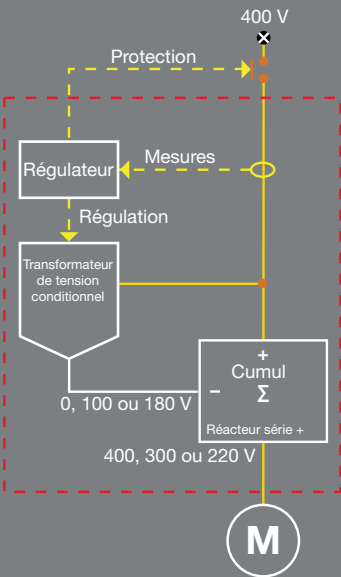 400 V
Protection
Régulateur
Mesures
Régulation
Transformateur
de tension
conditionnel
+
Cumul
Σ
–
0, 100 ou 180 V
Réacteur série +
400, 300 ou 220 V
M